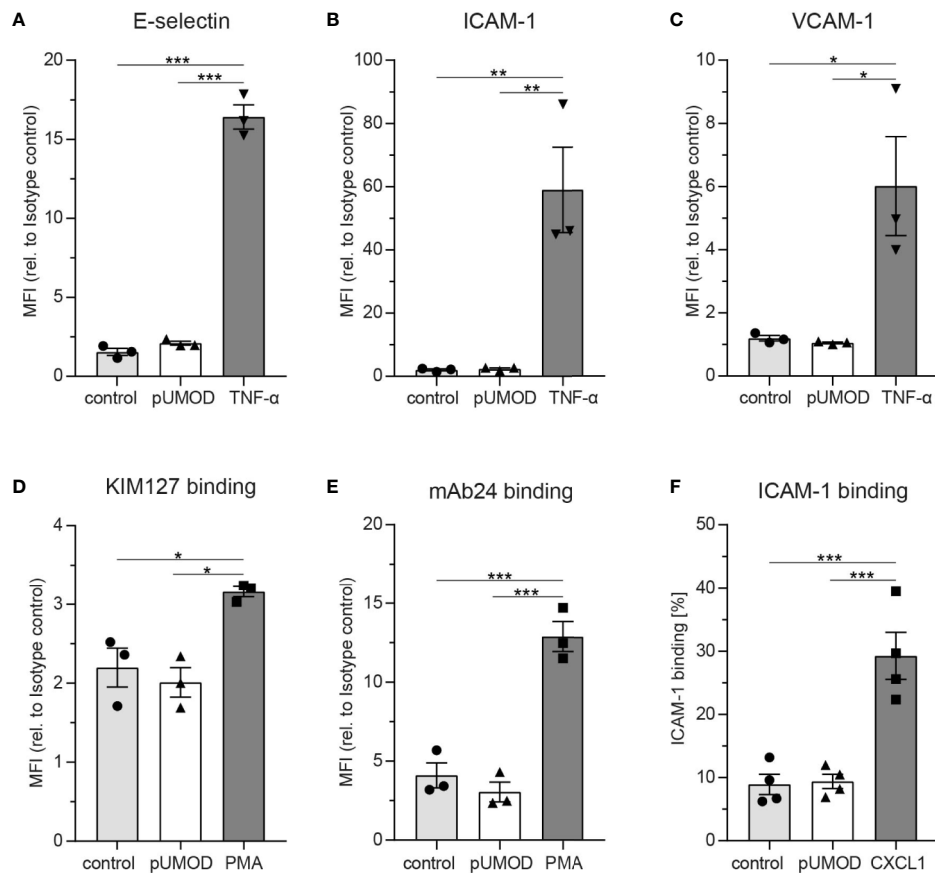 A E-selectin
MFI (rel. to Isotype control)
20
15
10
5
0
***
***
control pUMOD TNF-α
B ICAM-1
MFI (rel. to Isotype control)
100
80
60
40
20
0
**
**
control pUMOD TNF-α
C VCAM-1
MFI (rel. to Isotype control)
10
8
6
4
2
0
*
*
control pUMOD TNF-α
D KIM127 binding
MFI (rel. to Isotype control)
4
3
2
1
0
*
*
control pUMOD PMA
E mAb24 binding
MFI (rel. to Isotype control)
20
15
10
5
0
***
***
control pUMOD PMA
F ICAM-1 binding
ICAM-1 binding [%]
50
40
30
20
10
0
***
***
control pUMOD CXCL1